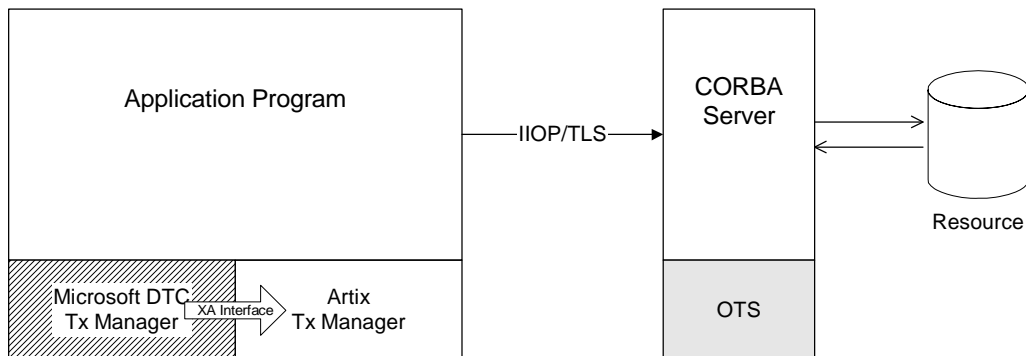 Application Program
IIOP/TLS
CORBA
Server
Resource
Microsoft DTC
Tx Manager
XA Interface
Artix
Tx Manager
OTS